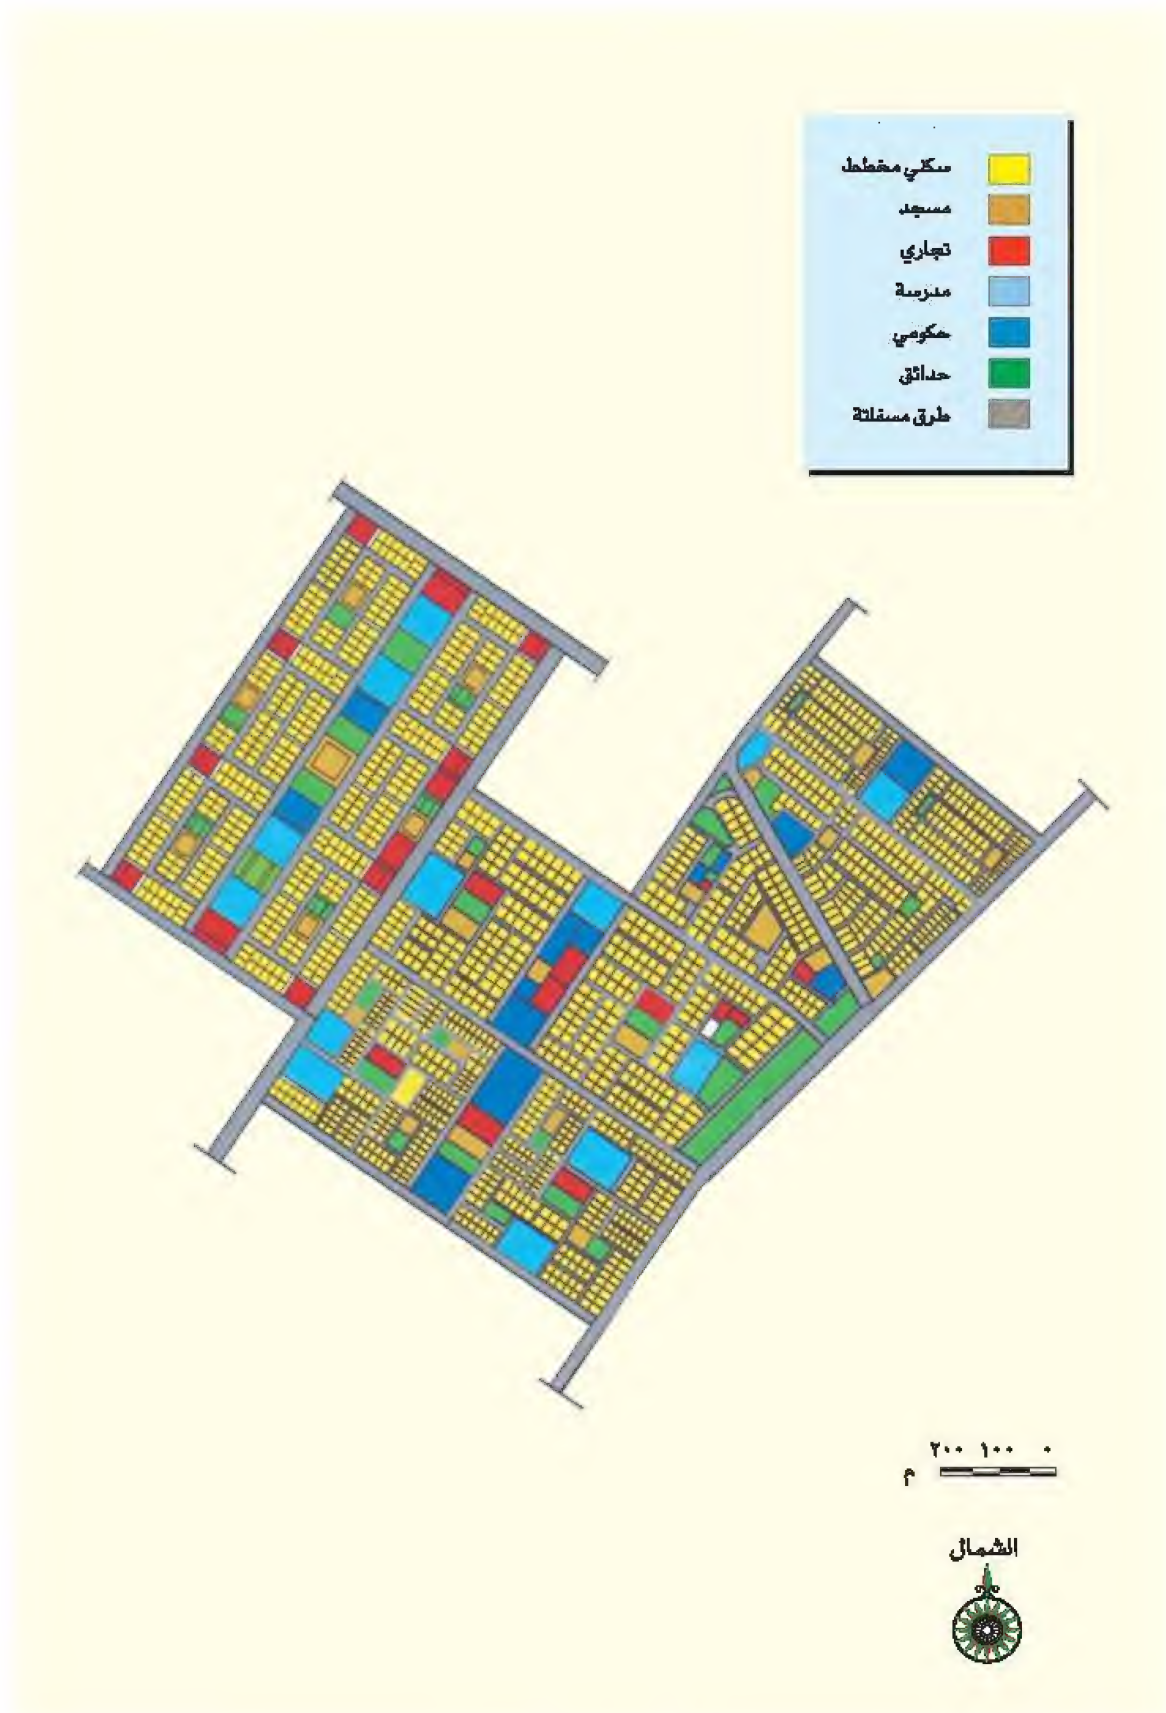 سكني مخطط
مسجد
تجاري
مدرسة
حكومي
حدائق
طرق مسفلتة
٢٠٠ ١٠٠ ٠
م
الشمال